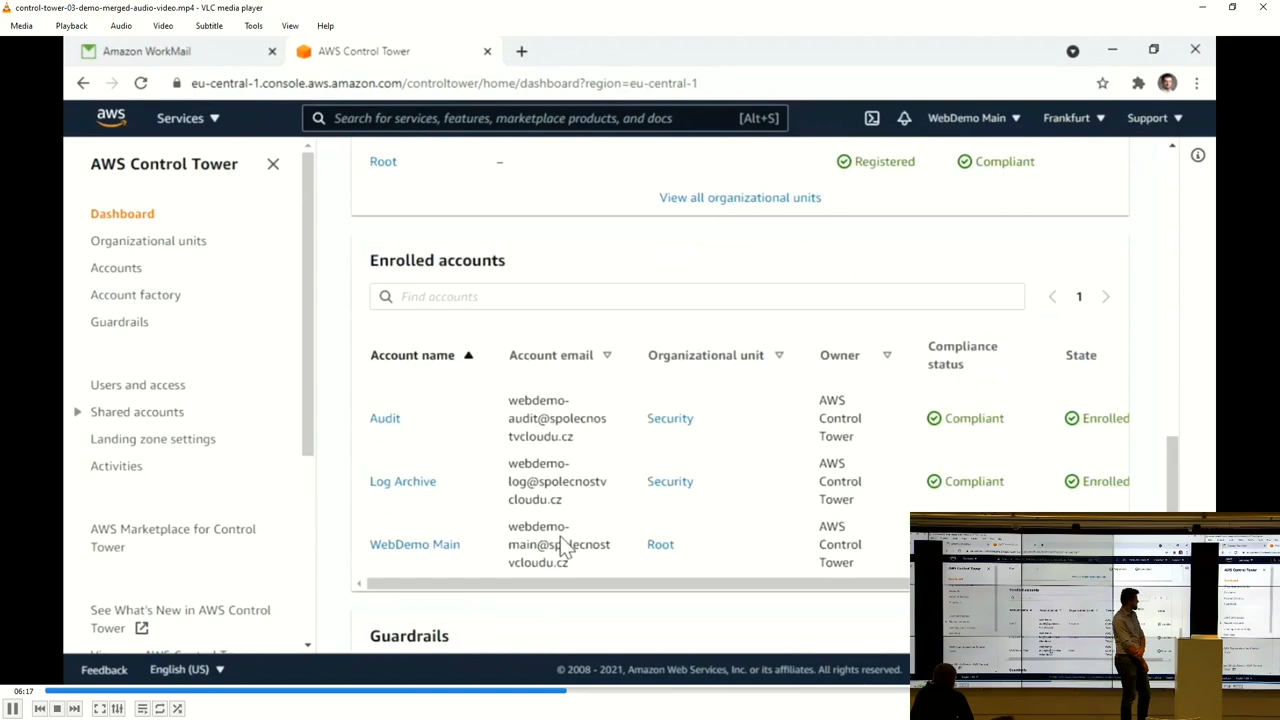 control-tower-03-demo-merged-audio-video.mp4 - VLC media player
Media Playback Audio Video Subtitle Tools View Help
Amazon WorkMail
AWS Control Tower
eu-central-1.console.aws.amazon.com/controltower/home/dashboard?region=eu-central-1
aws
Services
Search for services, features, marketplace products, and docs
[Alt+S]
WebDemo Main
Frankfurt
Support
AWS Control Tower
Dashboard
Organizational units
Accounts
Account factory
Guardrails
Users and access
Shared accounts
Landing zone settings
Activities
AWS Marketplace for Control
Tower
See What's New in AWS Control
Tower
Root – Registered Compliant
View all organizational units
Enrolled accounts
Find accounts
1
Account name Account email Organizational unit Owner Compliance
status State
Audit
webdemo-
audit@spolecnos
tvcloudu.cz
Security
AWS
Control
Tower
Compliant
Enrolled
Log Archive
webdemo-
log@spolecnostv
cloudu.cz
Security
AWS
Control
Tower
Compliant
Enrolled
WebDemo Main
webdemo-
main@spolecnost
vcloudu.cz
Root
AWS
Control
Tower
Guardrails
Feedback
English (US)
© 2008 - 2021, Amazon Web Services, Inc. or its affiliates. All rights reserved.
06:17